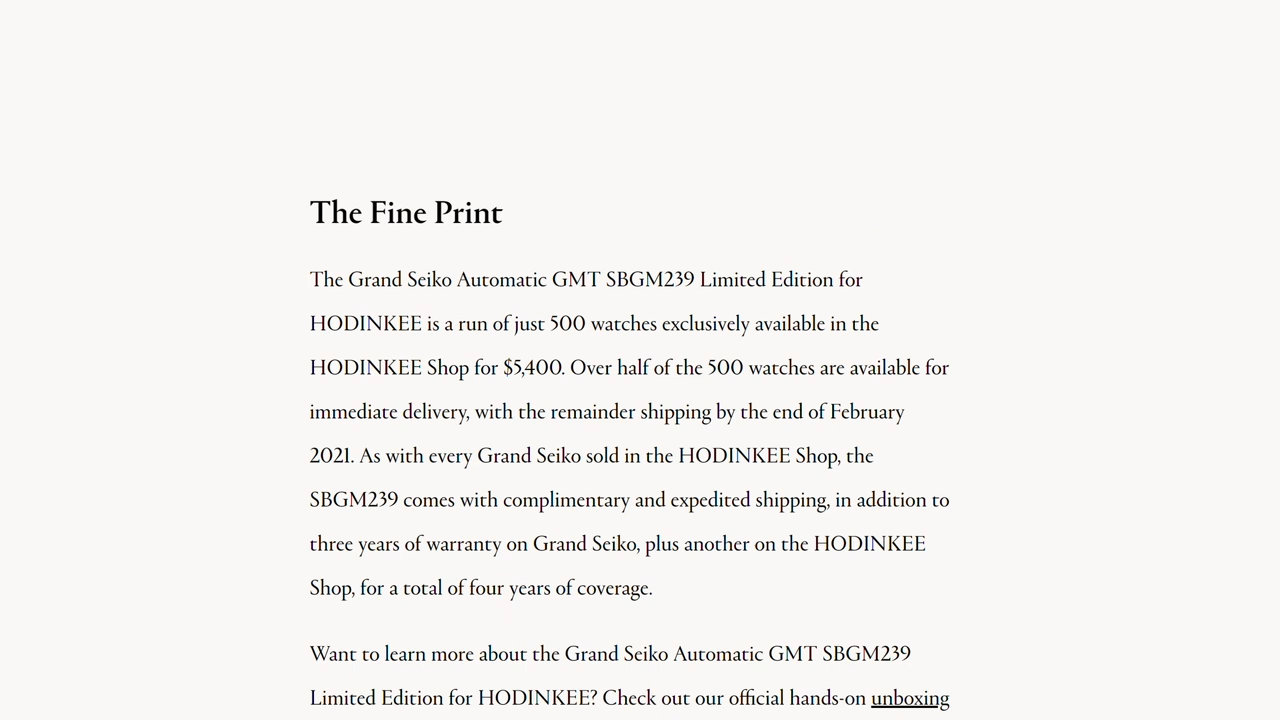 The Fine Print
The Grand Seiko Automatic GMT SBGM239 Limited Edition for
HODINKEE is a run of just 500 watches exclusively available in the
HODINKEE Shop for $5,400. Over half of the 500 watches are available for
immediate delivery, with the remainder shipping by the end of February
2021. As with every Grand Seiko sold in the HODINKEE Shop, the
SBGM239 comes with complimentary and expedited shipping, in addition to
three years of warranty on Grand Seiko, plus another on the HODINKEE
Shop, for a total of four years of coverage.
Want to learn more about the Grand Seiko Automatic GMT SBGM239
Limited Edition for HODINKEE? Check out our official hands-on unboxing